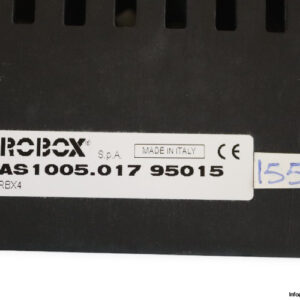 ROBOX® S.p.A. MADE IN ITALY CE
AS1005.017 95015
RBX4
155